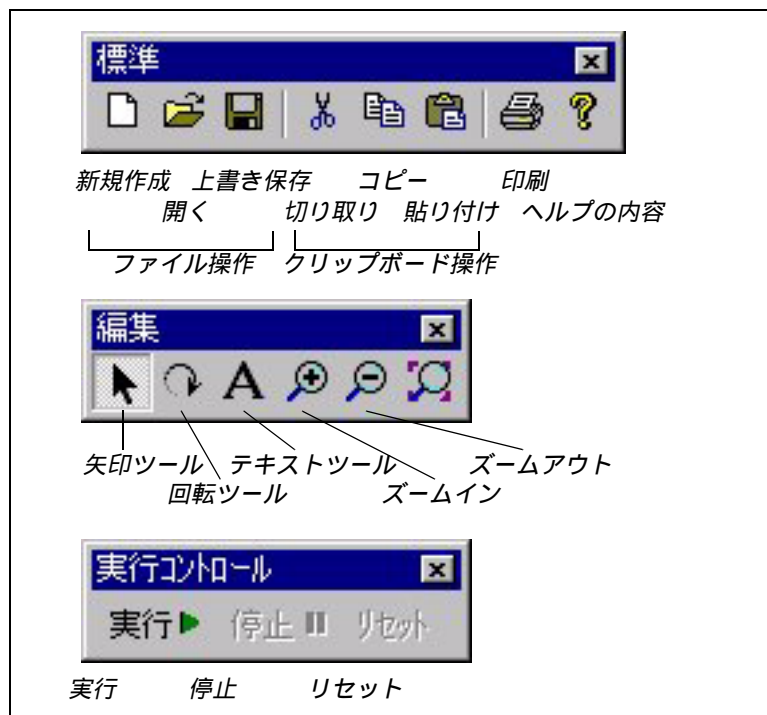 標準
新規作成 上書き保存 コピー 印刷
開く 切り取り 貼り付け ヘルプの内容
ファイル操作 クリップボード操作
編集
A
矢印ツール テキストツール ズームアウト
回転ツール ズームイン
実行コントロール
実行 停止 リセット
実行 停止 リセット